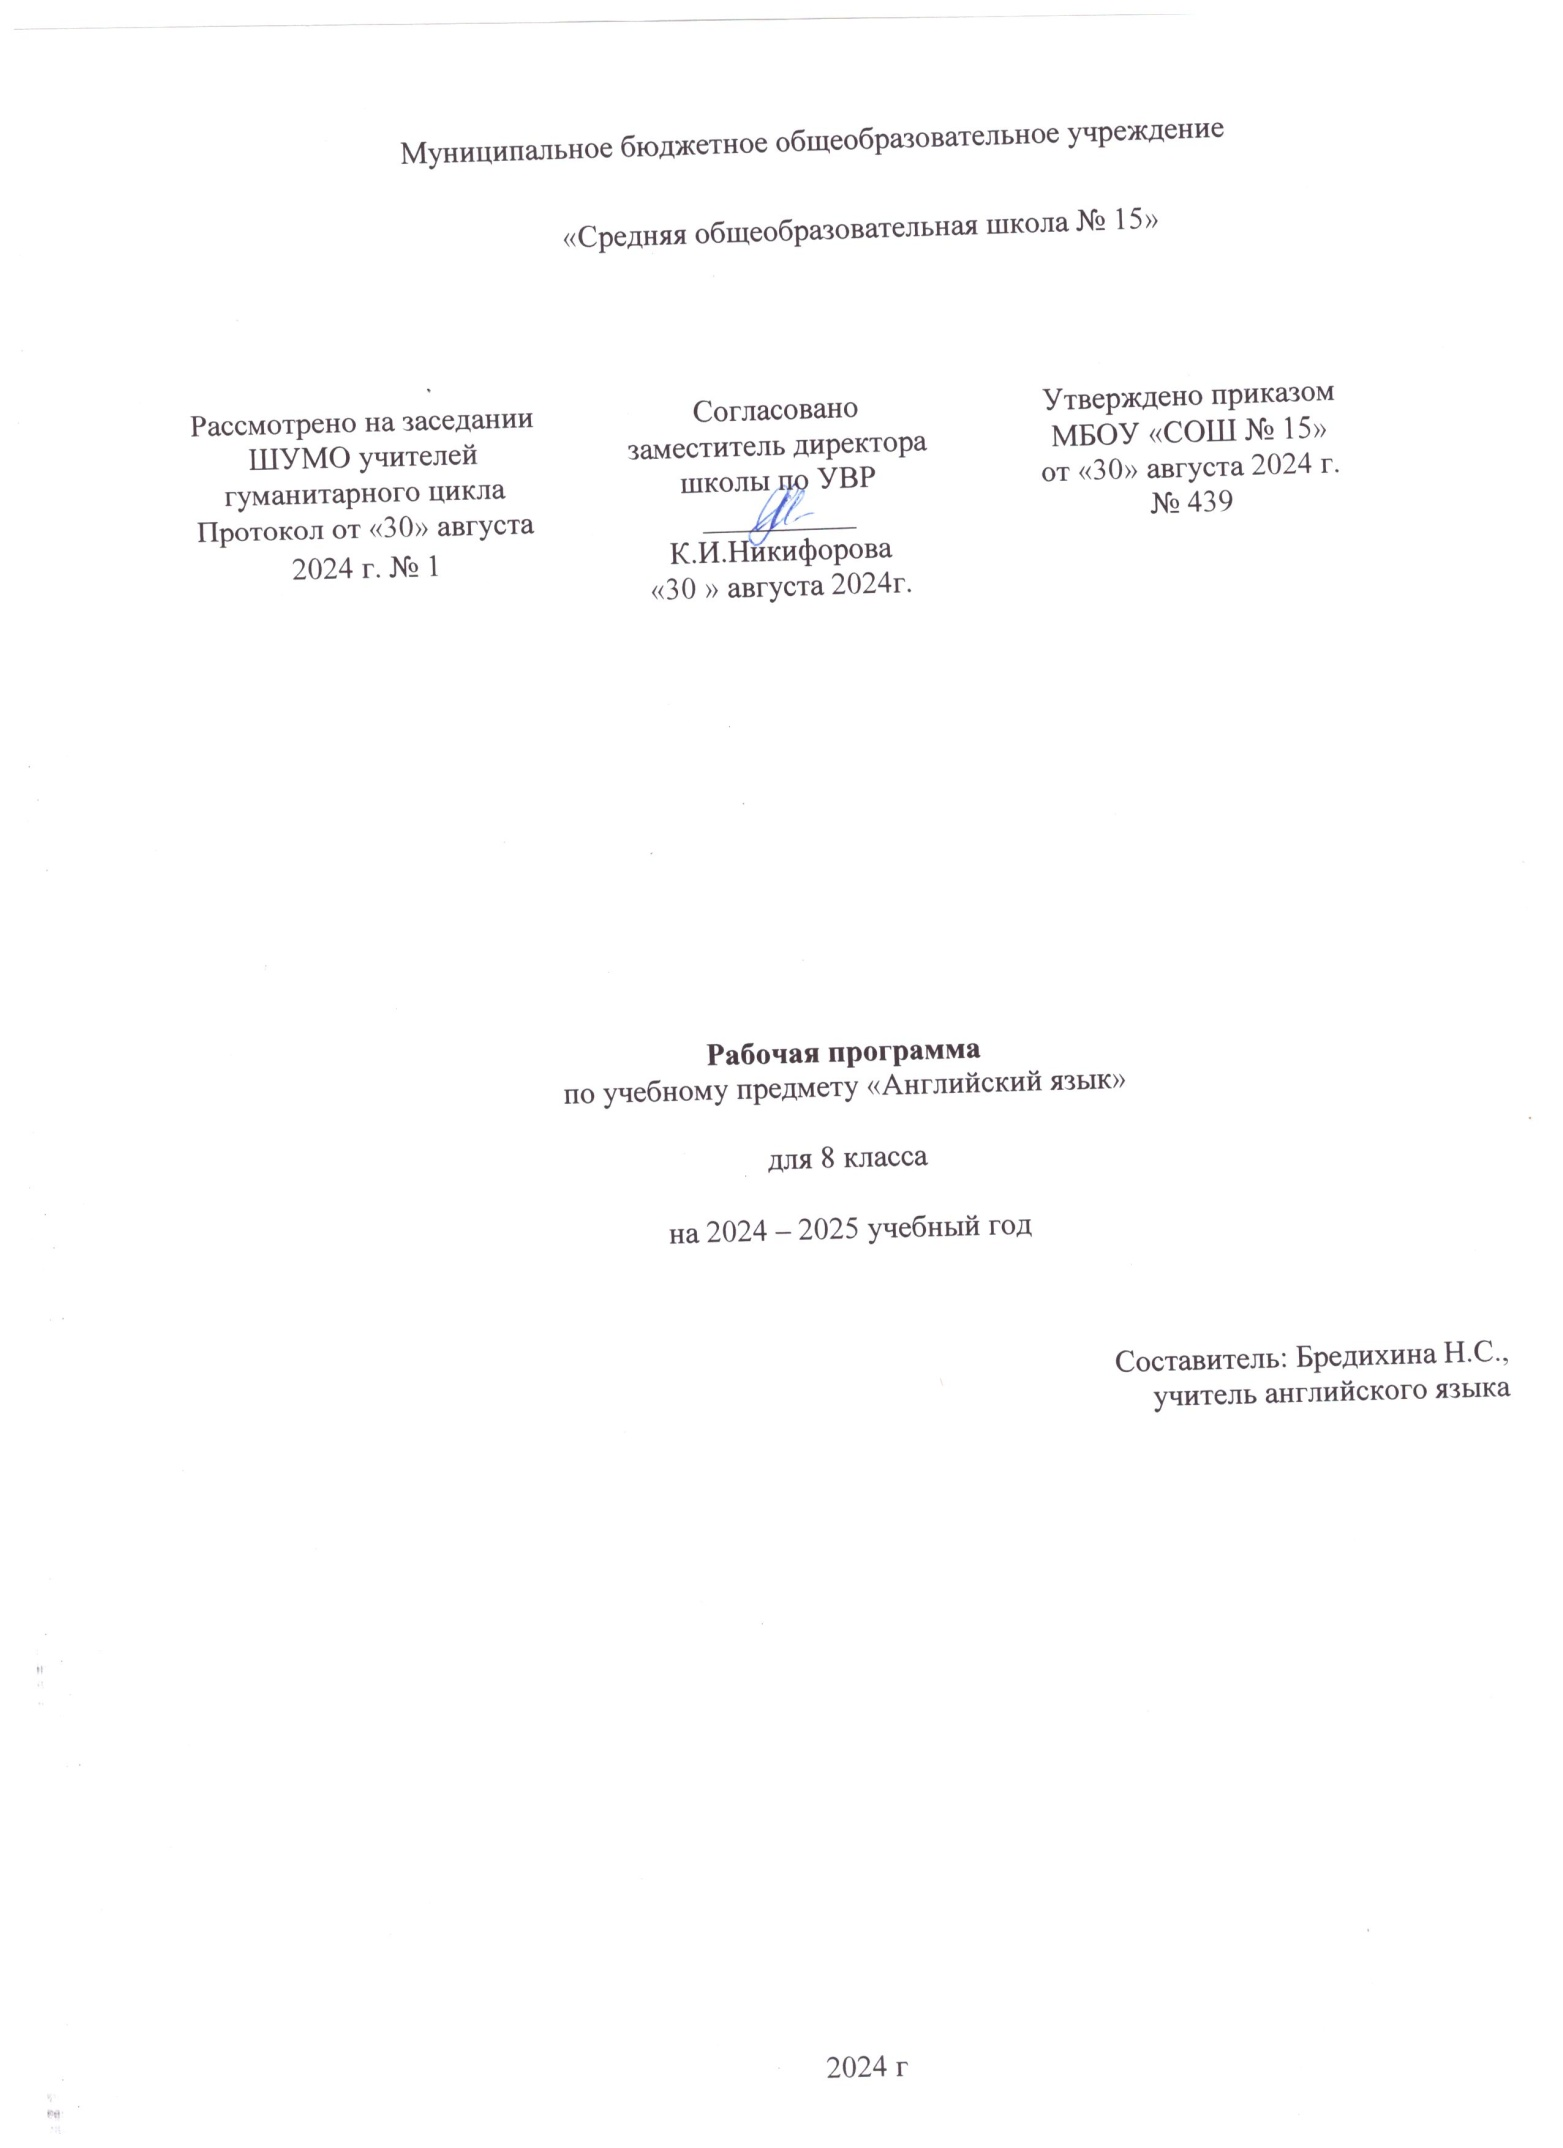 Муниципальное бюджетное общеобразовательное учреждение
«Средняя общеобразовательная школа № 15»
Рассмотрено на заседании
ШУМО учителей
гуманитарного цикла
Протокол от «30» августа
2024 г. № 1
Согласовано
заместитель директора
школы по УВР
К.И.Никифорова
«30 » августа 2024г.
Утверждено приказом
МБОУ «СОШ № 15»
от «30» августа 2024 г.
№ 439
Рабочая программа
по учебному предмету «Английский язык»
для 8 класса
на 2024 – 2025 учебный год
Составитель: Бредихина Н.С.,
учитель английского языка
2024 г